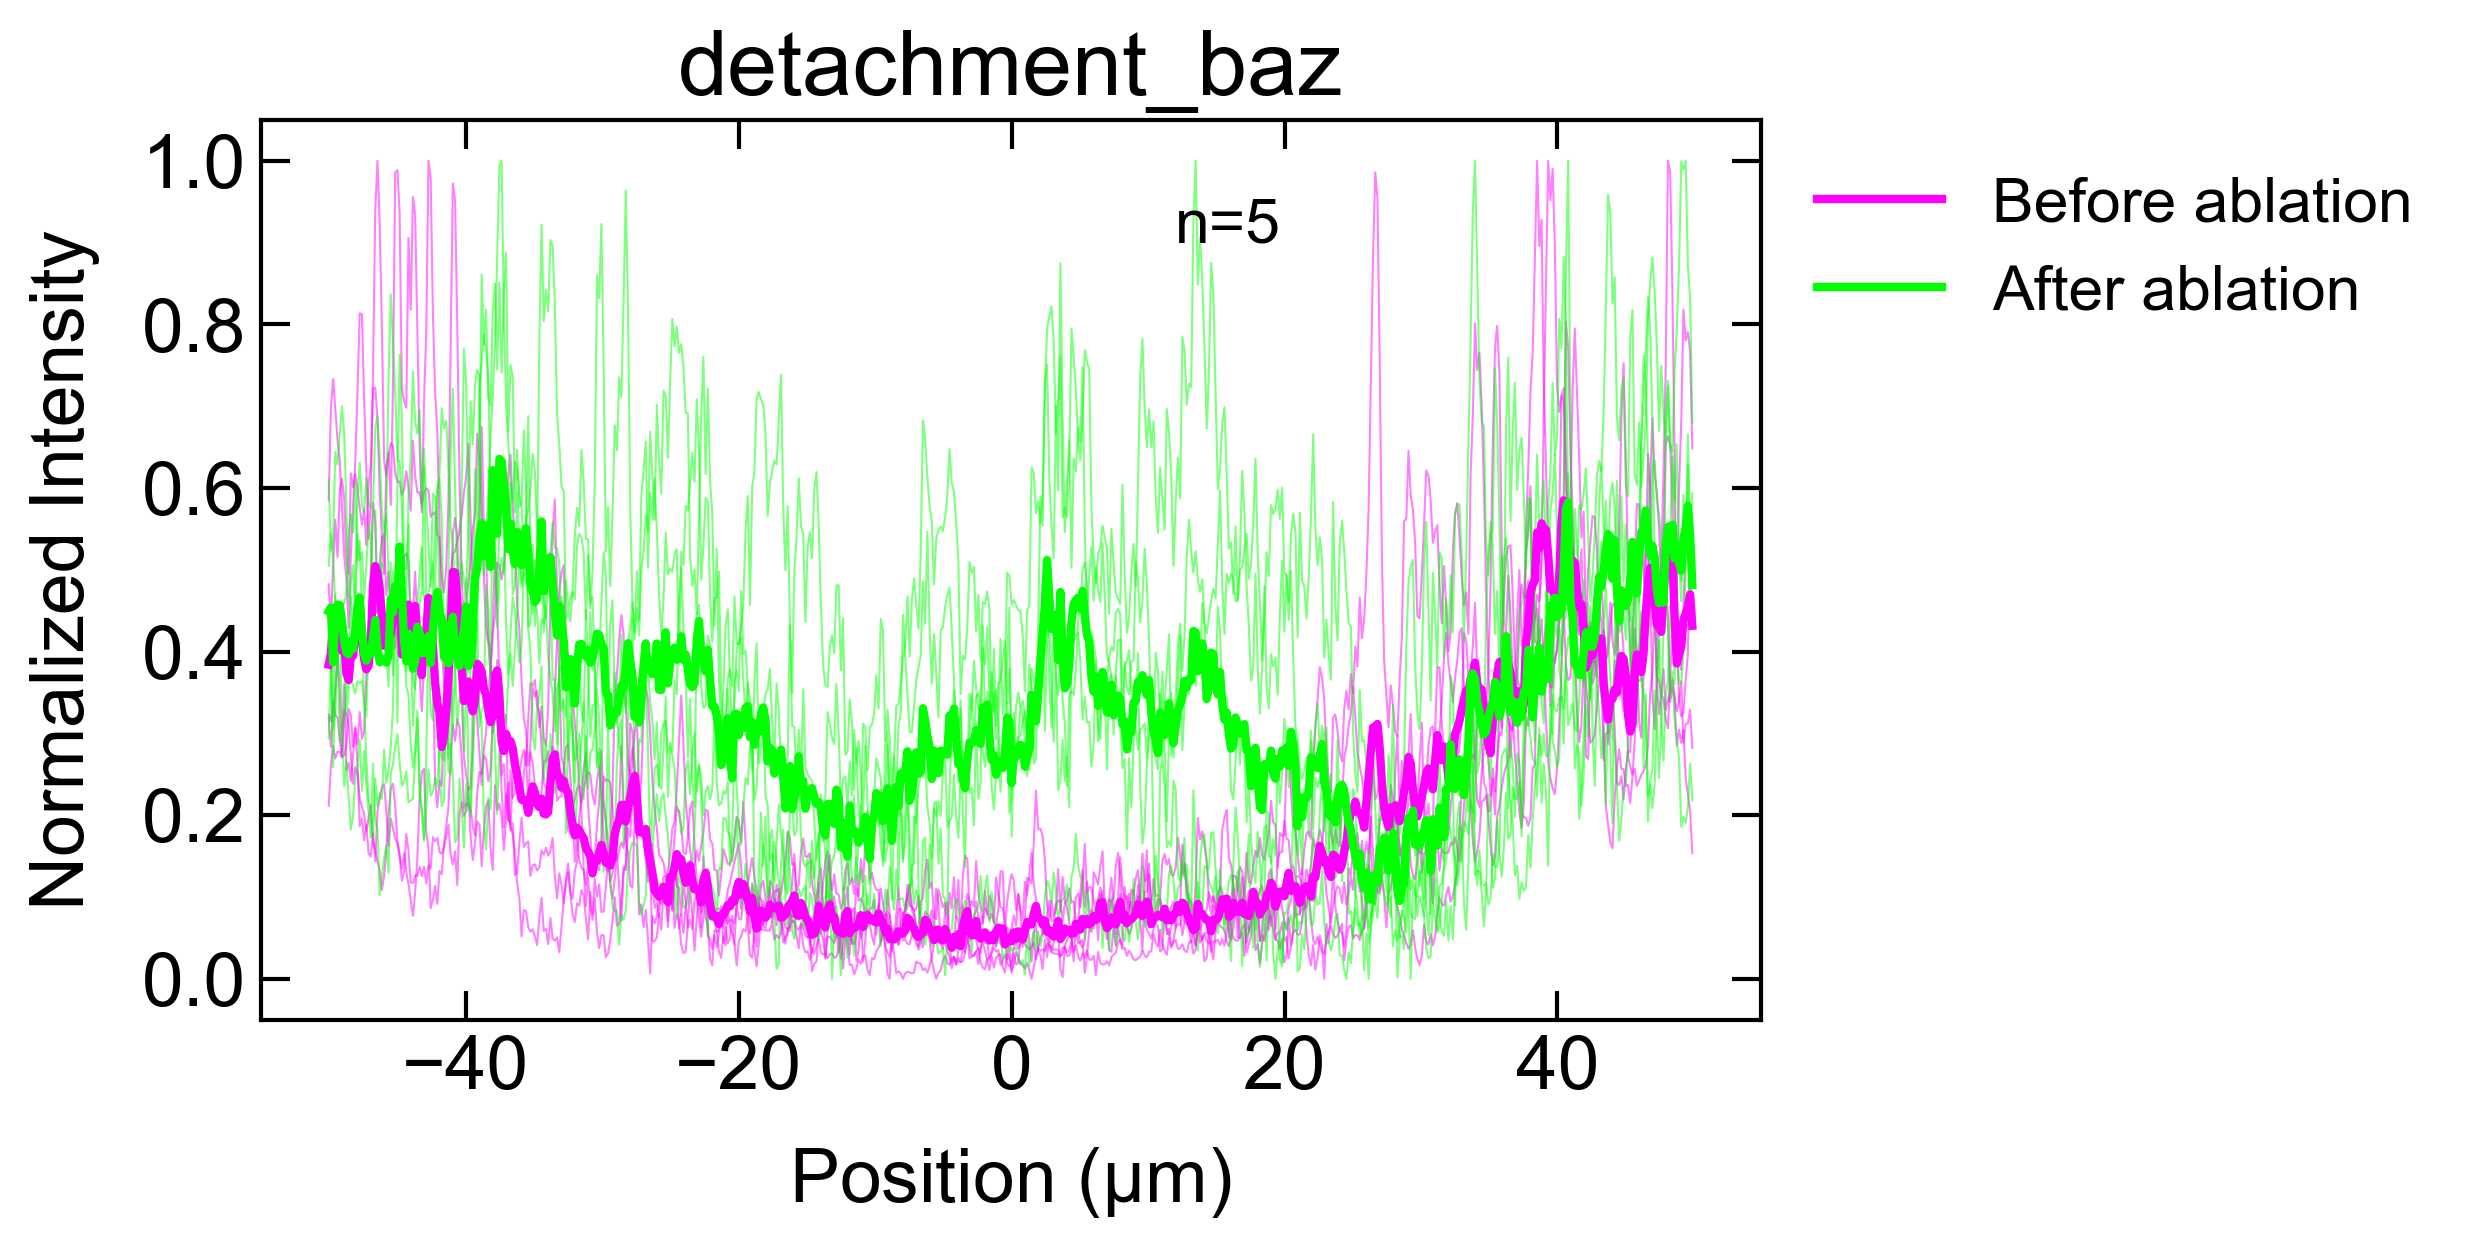 detachment_baz
Normalized Intensity
1.0
0.8
0.6
0.4
0.2
0.0
n=5
Before ablation
After ablation
−40
−20
0
20
40
Position (μm)